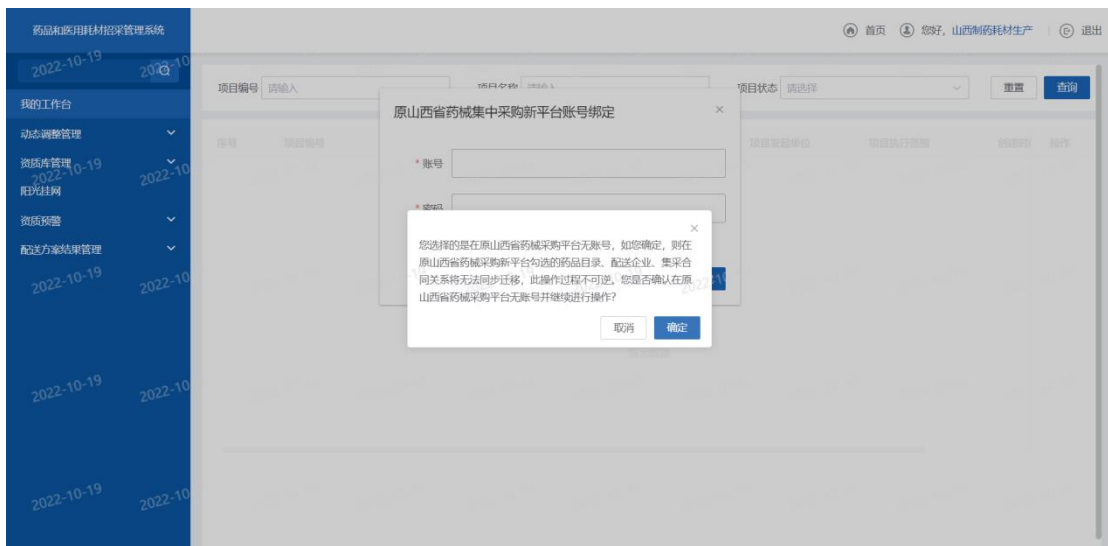 药品和医用耗材招采管理系统
首页 您好，山西制药耗材生产 退出
2022-10-19
项目编号 请输入 项目名称 请输入 项目状态 请选择 重置 查询
我的工作台
动态调整管理
资质库管理
阳光挂网
资质预警
配送方案结果管理
序号 项目编号 项目发起单位 项目执行范围 创建时间 操作
原山西省药械集中采购新平台账号绑定
* 账号
* 密码
您选择的是在原山西省药械采购平台无账号，如您确定，则在
原山西省药械采购新平台勾选的药品目录、配送企业、集采合
同关系将无法同步迁移，此操作过程不可逆。您是否确认在原
山西省药械采购平台无账号并继续进行操作？
取消 确定
2022-10-19
2022-10-19
2022-10-19
2022-10-19